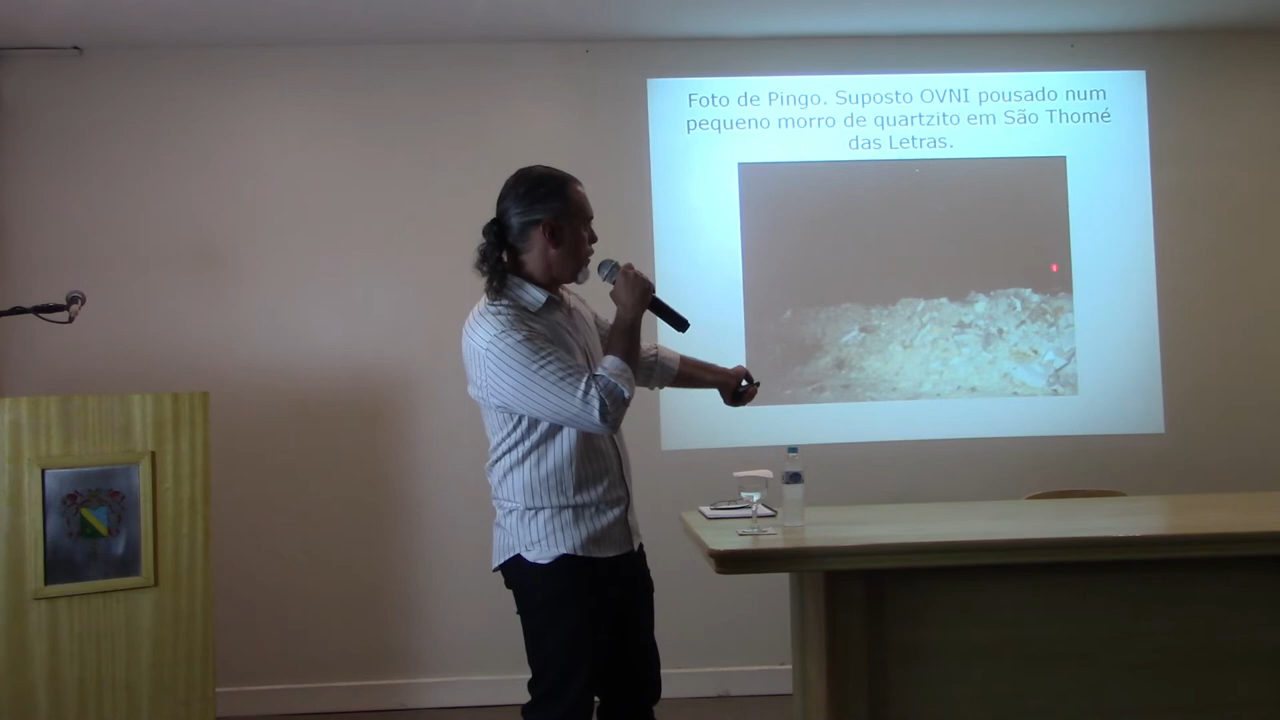 Foto de Pingo. Suposto OVNI pousado num
pequeno morro de quartzito em São Thomé
das Letras.